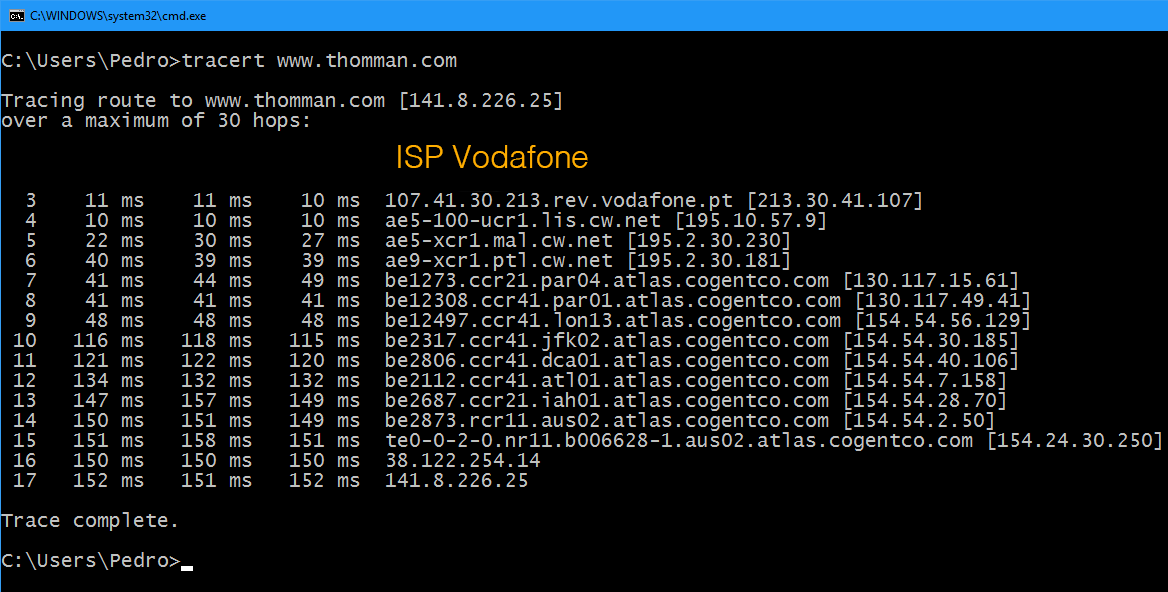 C:\WINDOWS\system32\cmd.exe
C:\Users\Pedro>tracert www.thomman.com
Tracing route to www.thomman.com [141.8.226.25]
over a maximum of 30 hops:
ISP Vodafone
3 11 ms 11 ms 10 ms 107.41.30.213.rev.vodafone.pt [213.30.41.107]
4 10 ms 10 ms 10 ms ae5-100-ucr1.lis.cw.net [195.10.57.9]
5 22 ms 30 ms 27 ms ae5-xcr1.mal.cw.net [195.2.30.230]
6 40 ms 39 ms 39 ms ae9-xcr1.ptl.cw.net [195.2.30.181]
7 41 ms 44 ms 49 ms be1273.ccr21.par04.atlas.cogentco.com [130.117.15.61]
8 41 ms 41 ms 41 ms be12308.ccr41.par01.atlas.cogentco.com [130.117.49.41]
9 48 ms 48 ms 48 ms be12497.ccr41.lon13.atlas.cogentco.com [154.54.56.129]
10 116 ms 118 ms 115 ms be2317.ccr41.jfk02.atlas.cogentco.com [154.54.30.185]
11 121 ms 122 ms 120 ms be2806.ccr41.dca01.atlas.cogentco.com [154.54.40.106]
12 134 ms 132 ms 132 ms be2112.ccr41.atl01.atlas.cogentco.com [154.54.7.158]
13 147 ms 157 ms 149 ms be2687.ccr21.iah01.atlas.cogentco.com [154.54.28.70]
14 150 ms 151 ms 149 ms be2873.rcr11.aus02.atlas.cogentco.com [154.54.2.50]
15 151 ms 158 ms 151 ms te0-0-2-0.nr11.b006628-1.aus02.atlas.cogentco.com [154.24.30.250]
16 150 ms 150 ms 150 ms 38.122.254.14
17 152 ms 151 ms 152 ms 141.8.226.25
Trace complete.
C:\Users\Pedro>